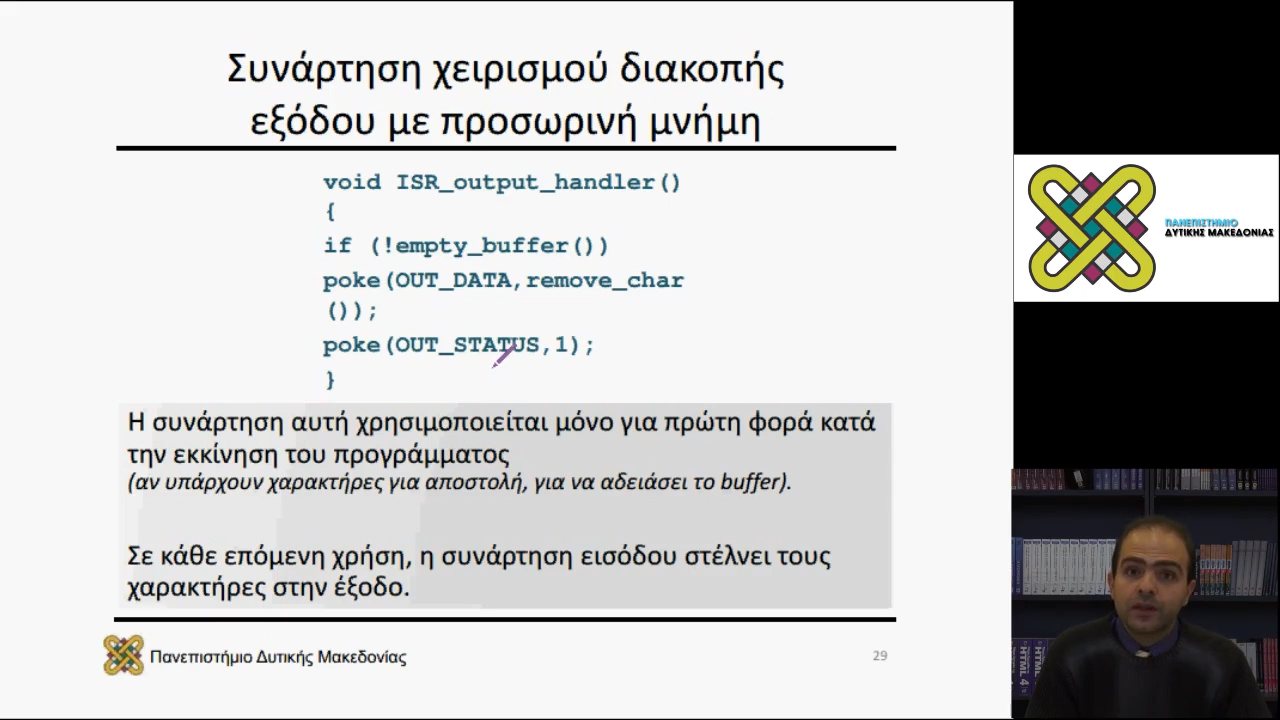 Συνάρτηση χειρισμού διακοπής
εξόδου με προσωρινή μνήμη
void ISR_output_handler()
{
if (!empty_buffer())
poke(OUT_DATA,remove_char
());
poke(OUT_STATUS,1);
}
Η συνάρτηση αυτή χρησιμοποιείται μόνο για πρώτη φορά κατά
την εκκίνηση του προγράμματος
(αν υπάρχουν χαρακτήρες για αποστολή, για να αδειάσει το buffer).
Σε κάθε επόμενη χρήση, η συνάρτηση εισόδου στέλνει τους
χαρακτήρες στην έξοδο.
Πανεπιστήμιο Δυτικής Μακεδονίας
29
ΠΑΝΕΠΙΣΤΗΜΙΟ
ΔΥΤΙΚΗΣ ΜΑΚΕΔΟΝΙΑΣ
HTML 4